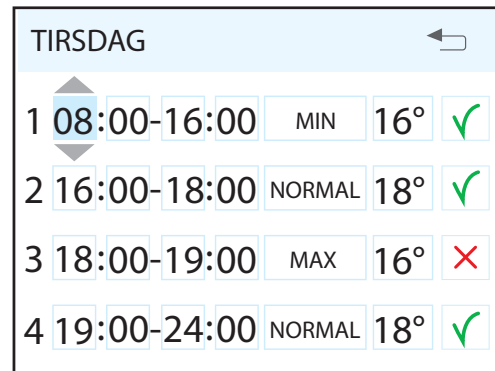 TIRSDAG
1 08:00-16:00 MIN 16°
2 16:00-18:00 NORMAL 18°
3 18:00-19:00 MAX 16°
4 19:00-24:00 NORMAL 18°